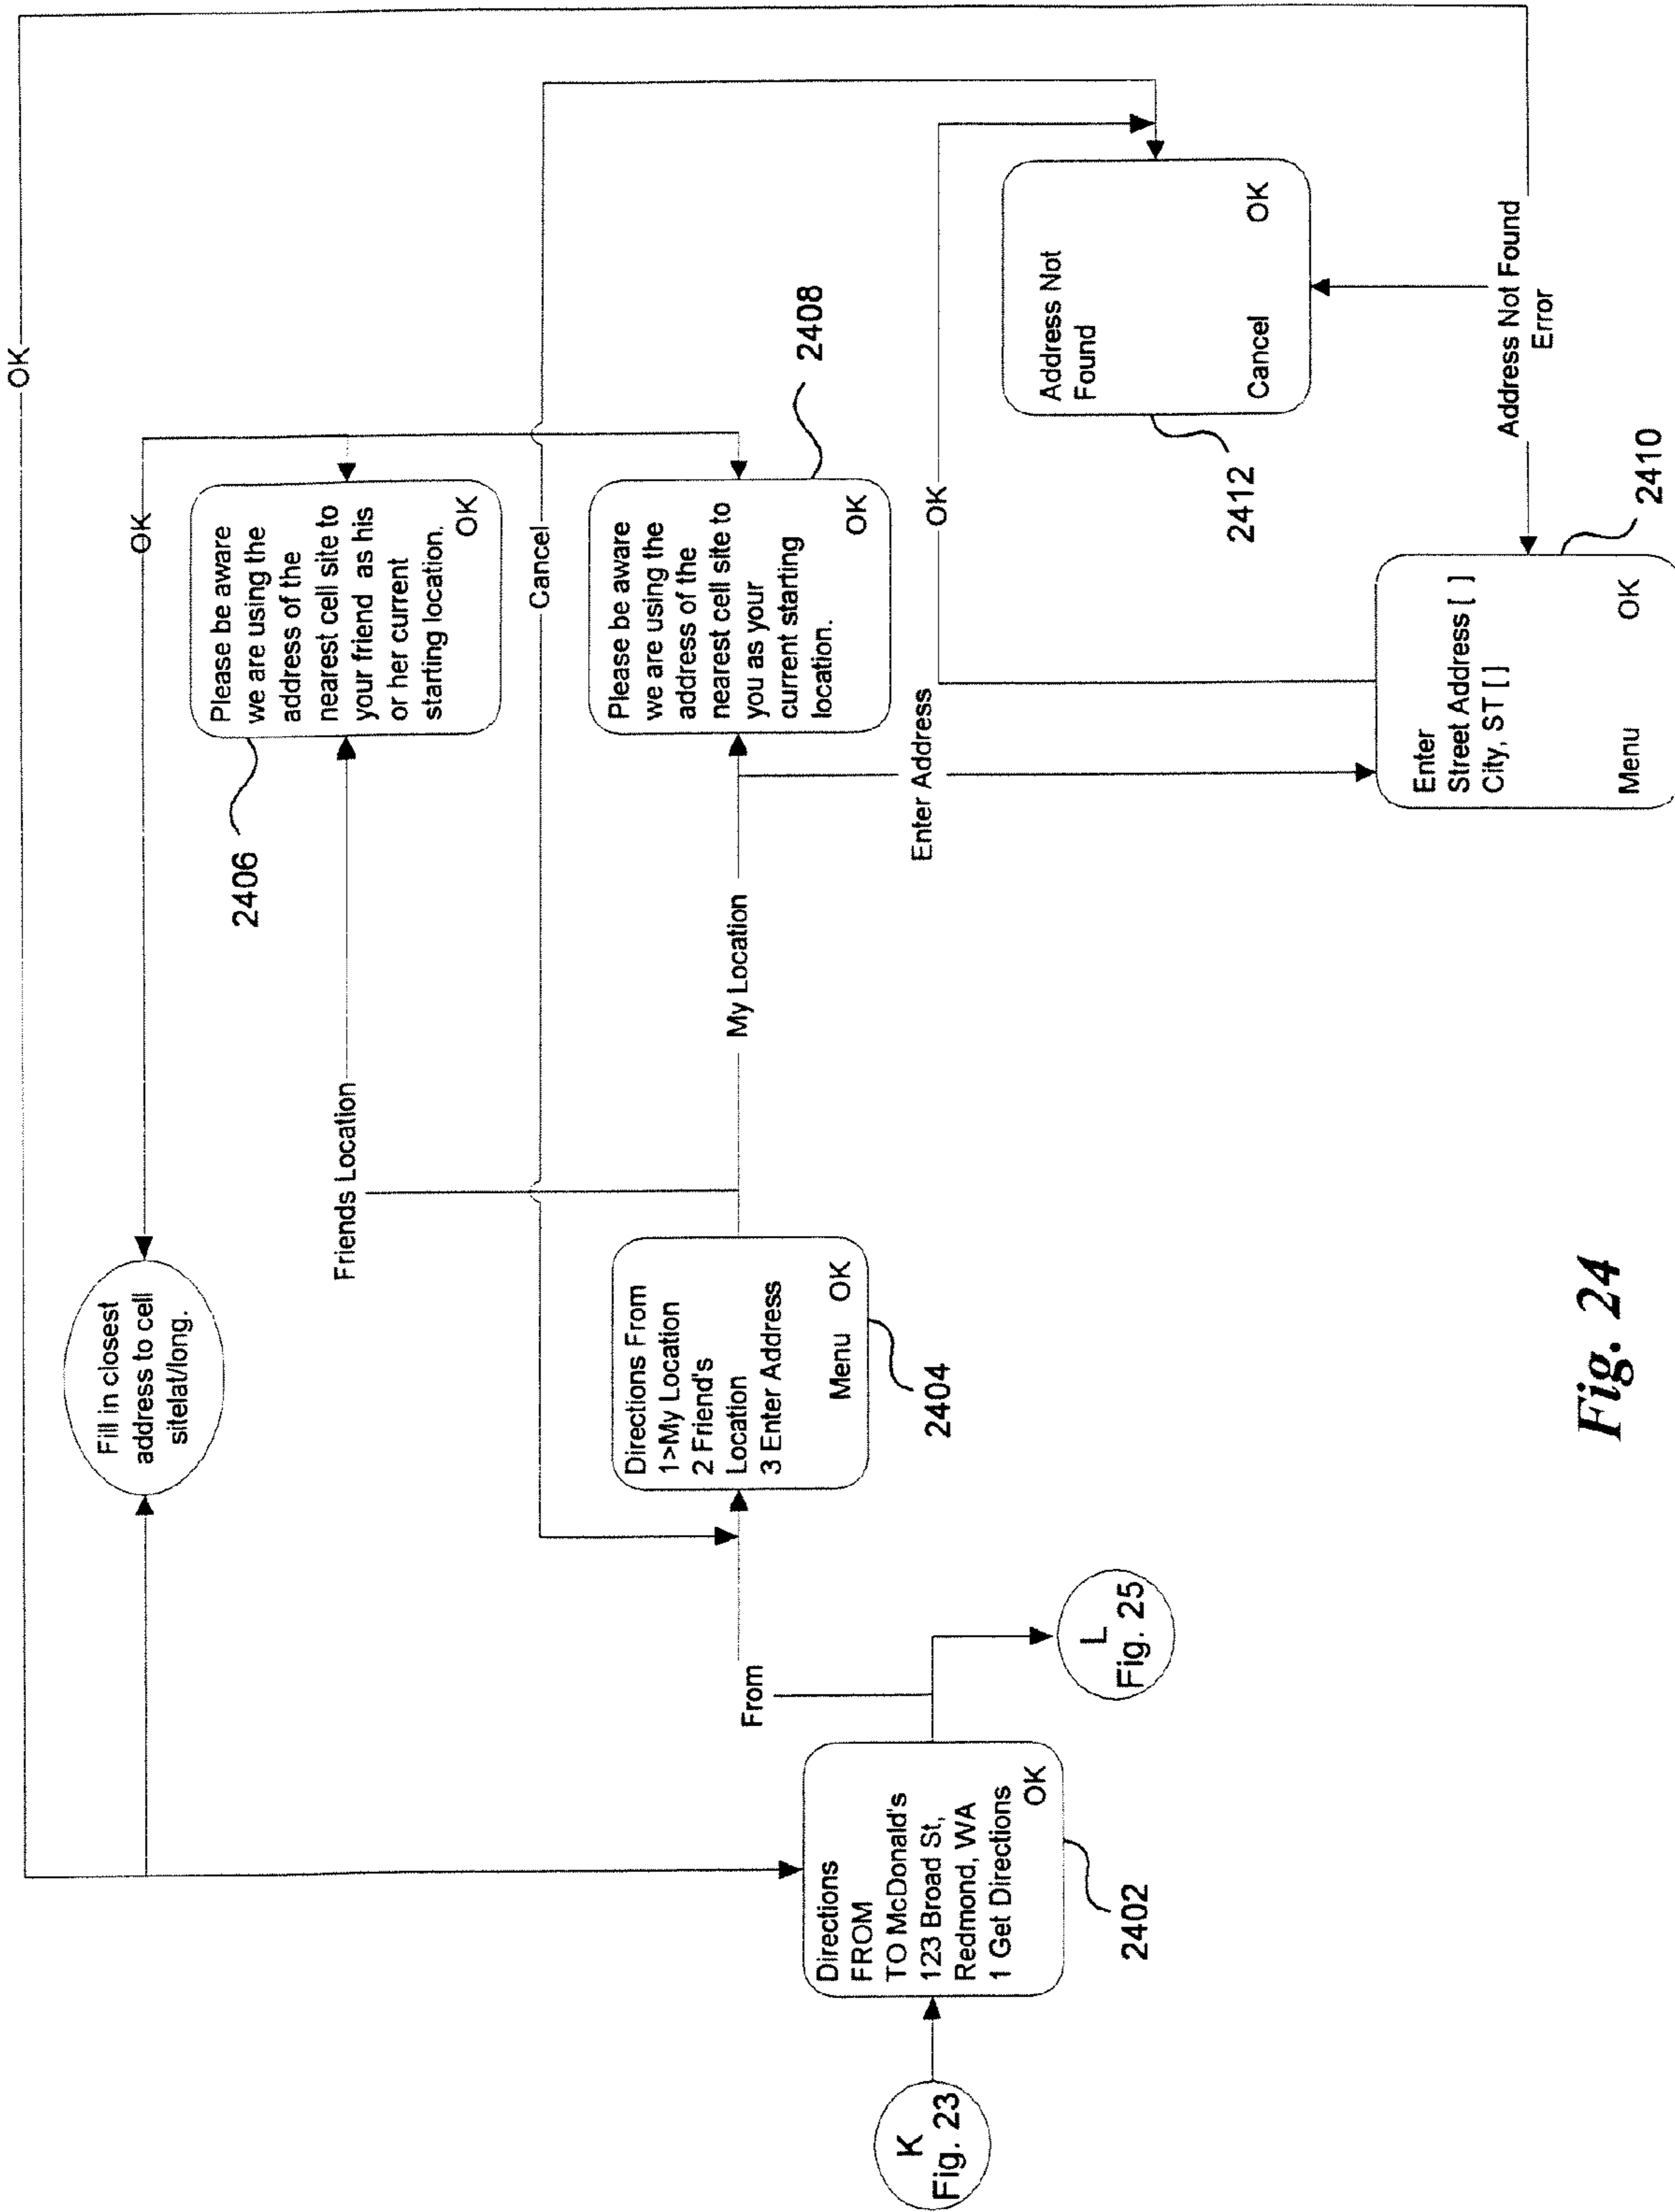 OK
Fill in closest
address to cell
sitelat/long.
OK
Friends Location
Please be aware
we are using the
address of the
nearest cell site to
your friend as his
or her current
starting location.
OK
2406
Cancel
From
Directions From
1>My Location
2 Friend's
Location
3 Enter Address
Menu OK
2404
My Location
Please be aware
we are using the
address of the
nearest cell site to
you as your
current starting
location.
OK
2408
K
Fig. 23
Directions
FROM
TO McDonald's
123 Broad St,
Redmond, WA
1 Get Directions
OK
2402
L
Fig. 25
Enter Address
OK
Address Not
Found
Cancel OK
2412
Enter
Street Address [ ]
City, ST [ ]
Menu OK
2410
Address Not Found
Error
Fig. 24